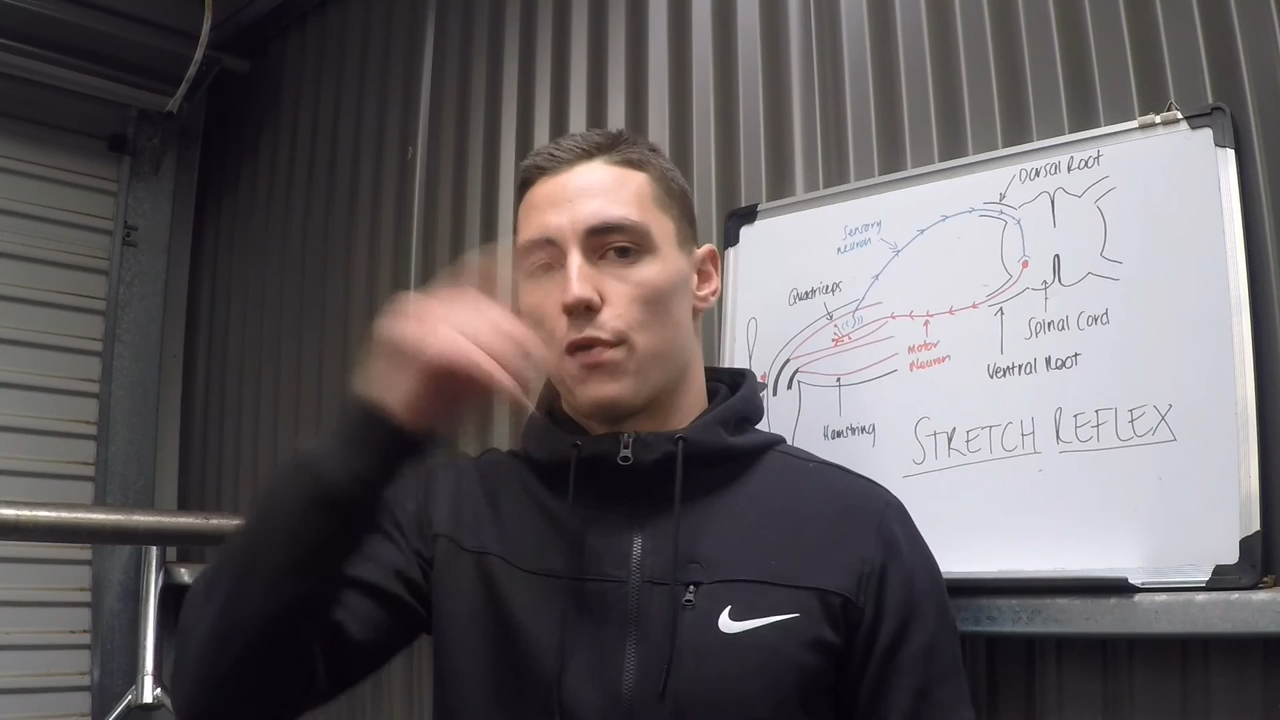 Dorsal Root
Sensory
neuron
Quadriceps
Spinal Cord
Motor
Neuron
Ventral Root
Hamstring
STRETCH REFLEX